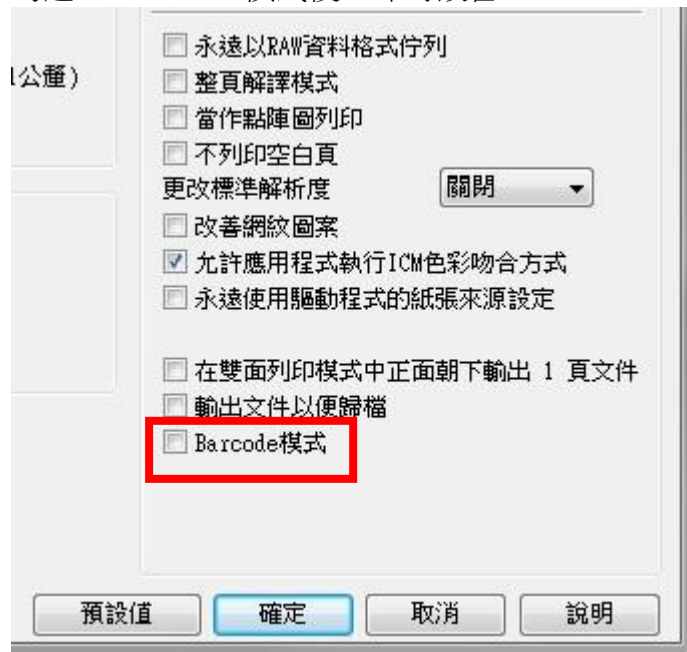 永遠以RAW資料格式佇列
1公釐)
整頁解譯模式
當作點陣圖列印
不列印空白頁
更改標準解析度 關閉
改善網紋圖案
允許應用程式執行ICM色彩吻合方式
永遠使用驅動程式的紙張來源設定
在雙面列印模式中正面朝下輸出 1 頁文件
輸出文件以便歸檔
Barcode模式
預設值 確定 取消 說明